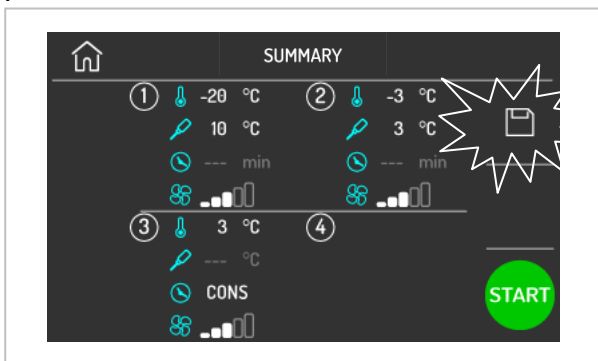 SUMMARY
1 -20 °C 2 -3 °C
10 °C 3 °C
--- min --- min
3 3 °C 4
--- °C
CONS
START